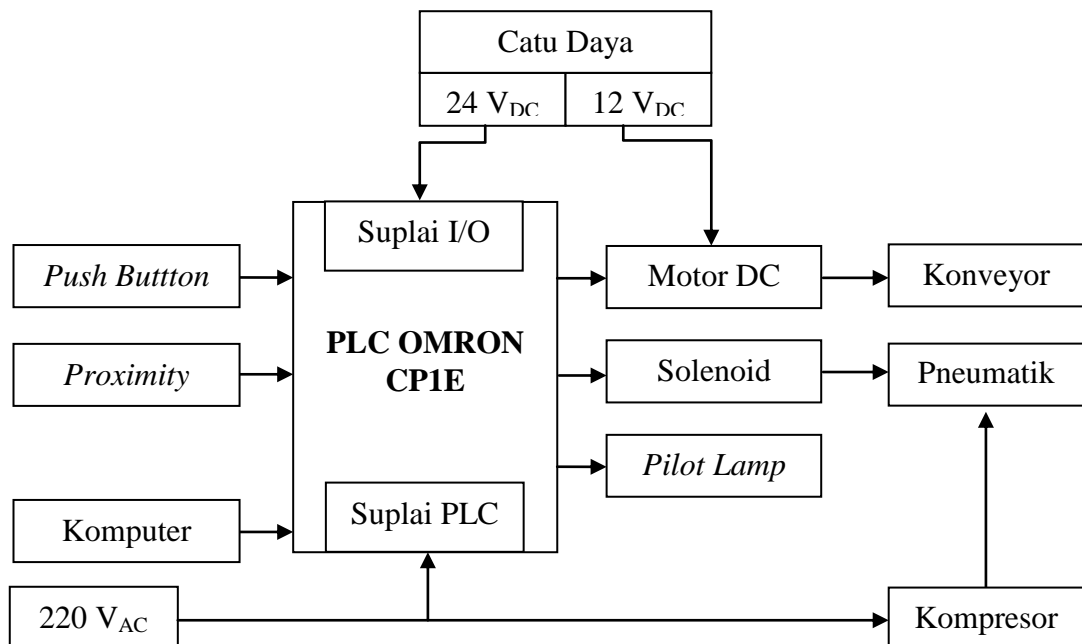 Catu Daya
24 VDC
12 VDC
Suplai I/O
Push Buttton
Motor DC
Konveyor
PLC OMRON
CP1E
Proximity
Solenoid
Pneumatik
Pilot Lamp
Suplai PLC
Komputer
220 VAC
Kompresor